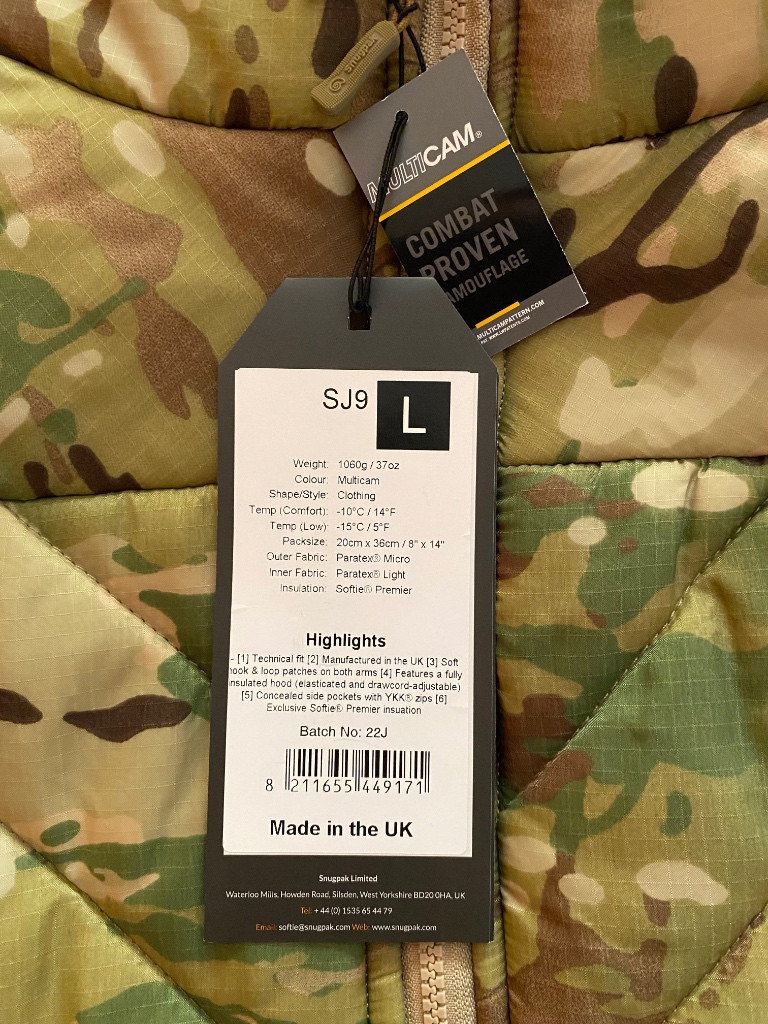 snugpak
MULTICAM®
COMBAT
PROVEN
CAMOUFLAGE
MULTICAMPATTERN.COM
SJ9
L
Weight: 1060g / 37oz
Colour: Multicam
Shape/Style: Clothing
Temp (Comfort): -10°C / 14°F
Temp (Low): -15°C / 5°F
Packsize: 20cm x 36cm / 8" x 14"
Outer Fabric: Paratex® Micro
Inner Fabric: Paratex® Light
Insulation: Softie® Premier
Highlights
- [1] Technical fit [2] Manufactured in the UK [3] Soft
hook & loop patches on both arms [4] Features a fully
insulated hood (elasticated and drawcord-adjustable)
[5] Concealed side pockets with YKK® zips [6]
Exclusive Softie® Premier insuation
Batch No: 22J
8 211655 449171
Made in the UK
Snugpak Limited
Waterloo Mills, Howden Road, Silsden, West Yorkshire BD20 0HA, UK
Tel: + 44 (0) 1535 65 44 79
Email: softie@snugpak.com Web: www.snugpak.com